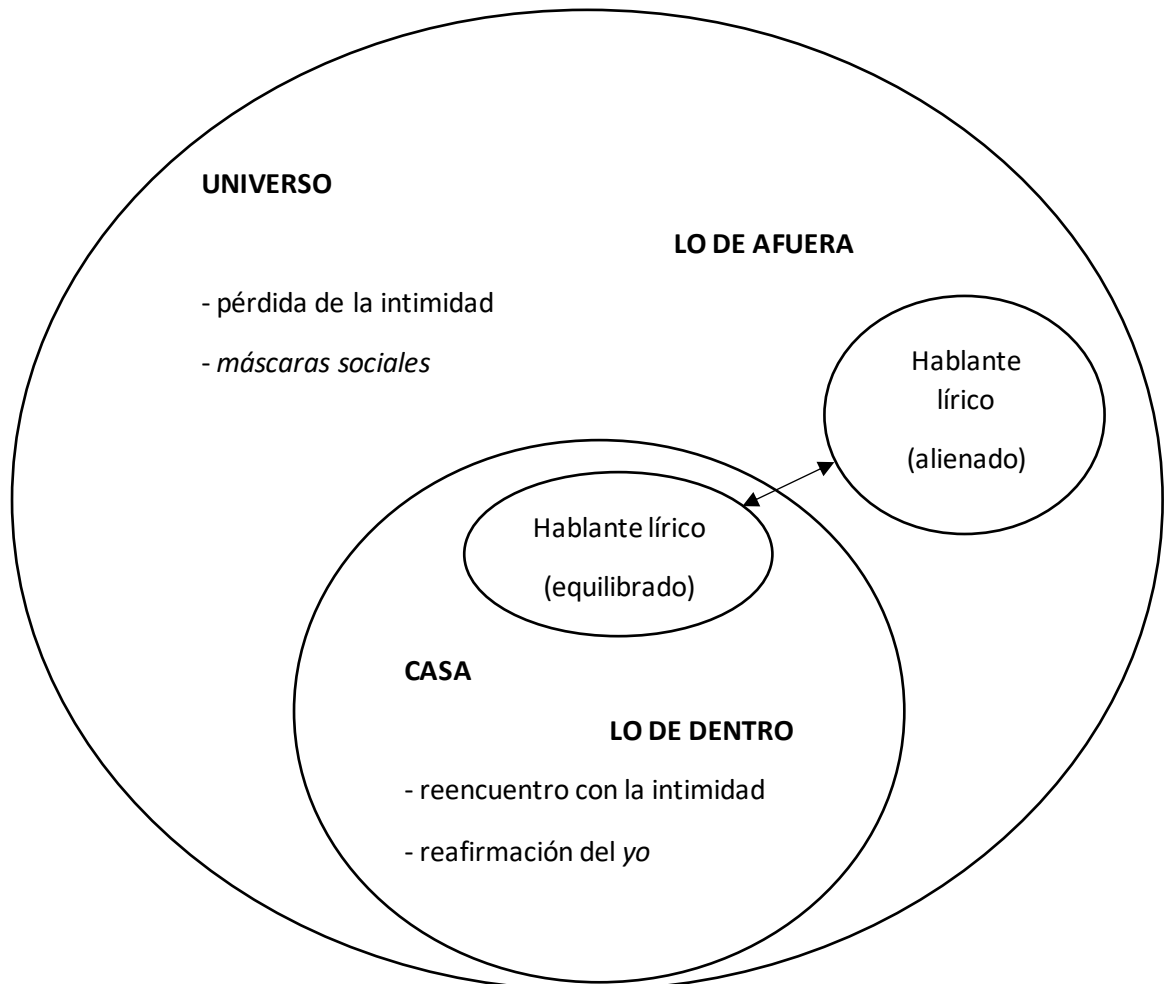 UNIVERSO
LO DE AFUERA
- pérdida de la intimidad
- máscaras sociales
Hablante
lírico
(alienado)
Hablante lírico
(equilibrado)
CASA
LO DE DENTRO
- reencuentro con la intimidad
- reafirmación del yo